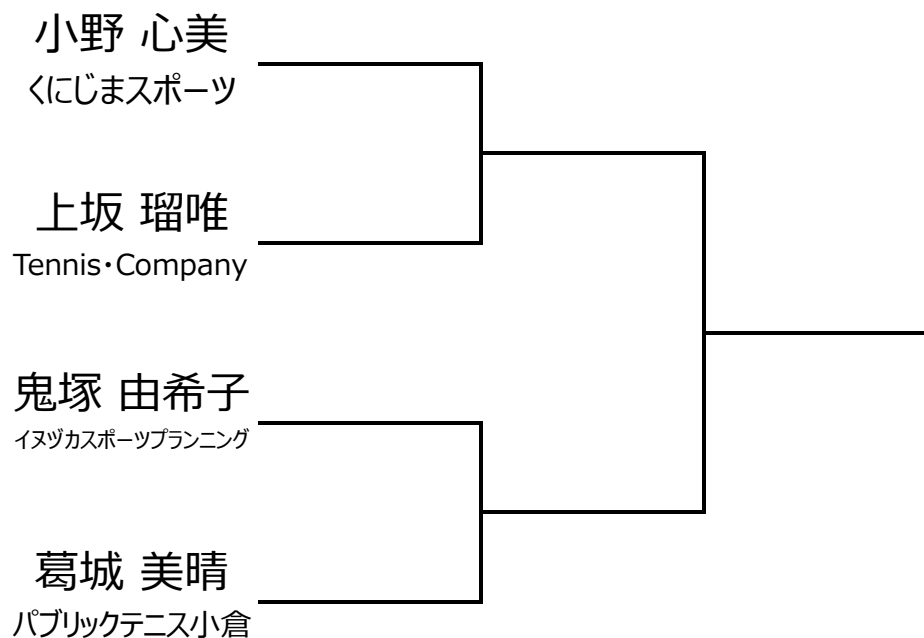 小野 心美
くにじまスポーツ
上坂 瑠唯
Tennis・Company
鬼塚 由希子
イヌヅカスポーツプランニング
葛城 美晴
パブリックテニス小倉